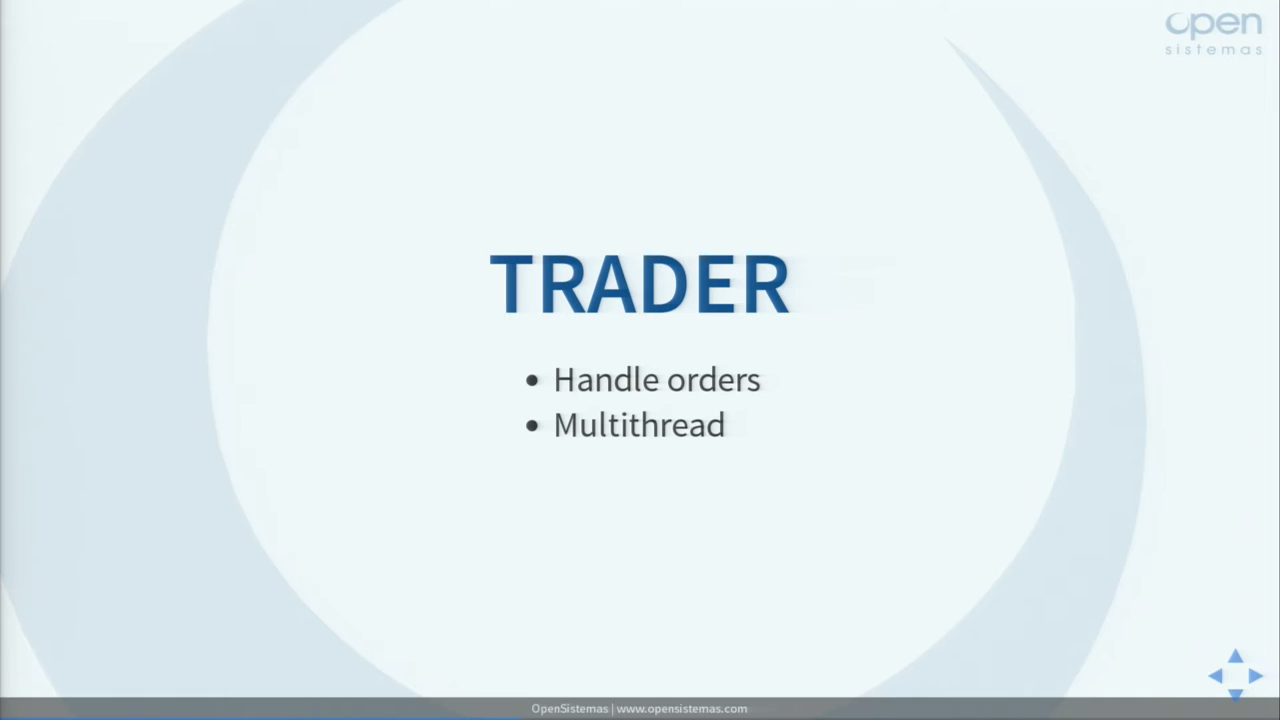 open
sistemas
TRADER
• Handle orders
• Multithread
OpenSistemas | www.opensistemas.com